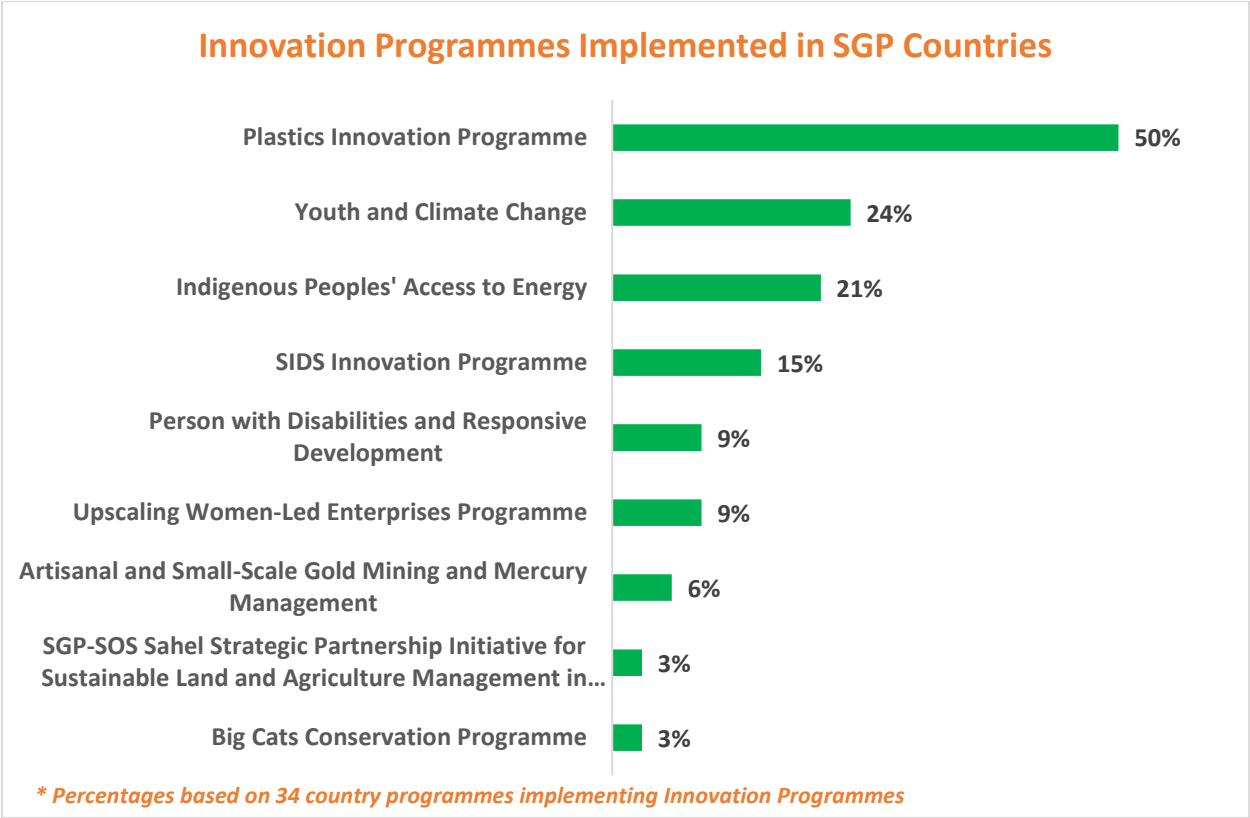 Innovation Programmes Implemented in SGP Countries
Plastics Innovation Programme
50%
Youth and Climate Change
24%
Indigenous Peoples' Access to Energy
21%
SIDS Innovation Programme
15%
Person with Disabilities and Responsive
Development
9%
Upscaling Women-Led Enterprises Programme
9%
Artisanal and Small-Scale Gold Mining and Mercury
Management
6%
SGP-SOS Sahel Strategic Partnership Initiative for
Sustainable Land and Agriculture Management in...
3%
Big Cats Conservation Programme
3%
* Percentages based on 34 country programmes implementing Innovation Programmes